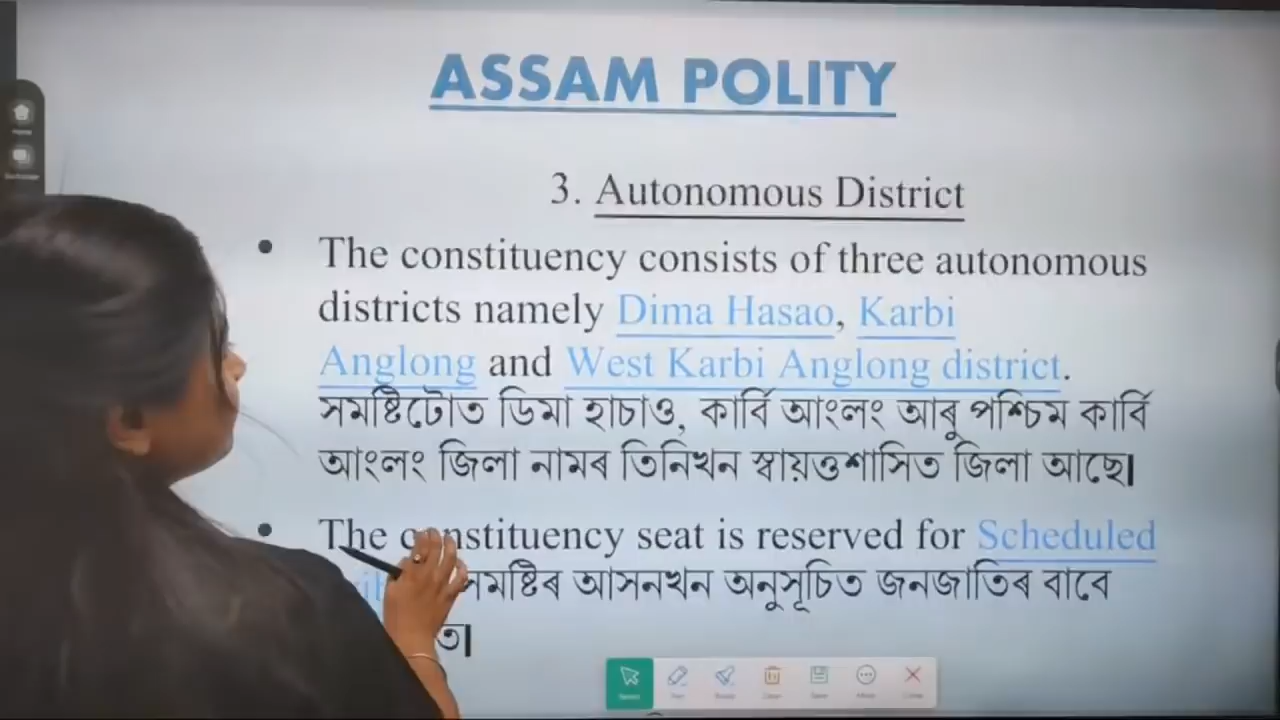 ASSAM POLITY
3. Autonomous District
• The constituency consists of three autonomous
districts namely Dima Hasao, Karbi
Anglong and West Karbi Anglong district.
সমষ্টিটোত ডিমা হাচাও, কাৰ্বি আংলং আৰু পশ্চিম কাৰ্বি
আংলং জিলা নামৰ তিনিখন স্বায়ত্তশাসিত জিলা আছে।
• The constituency seat is reserved for Scheduled
সমষ্টিৰ আসনখন অনুসূচিত জনজাতিৰ বাবে